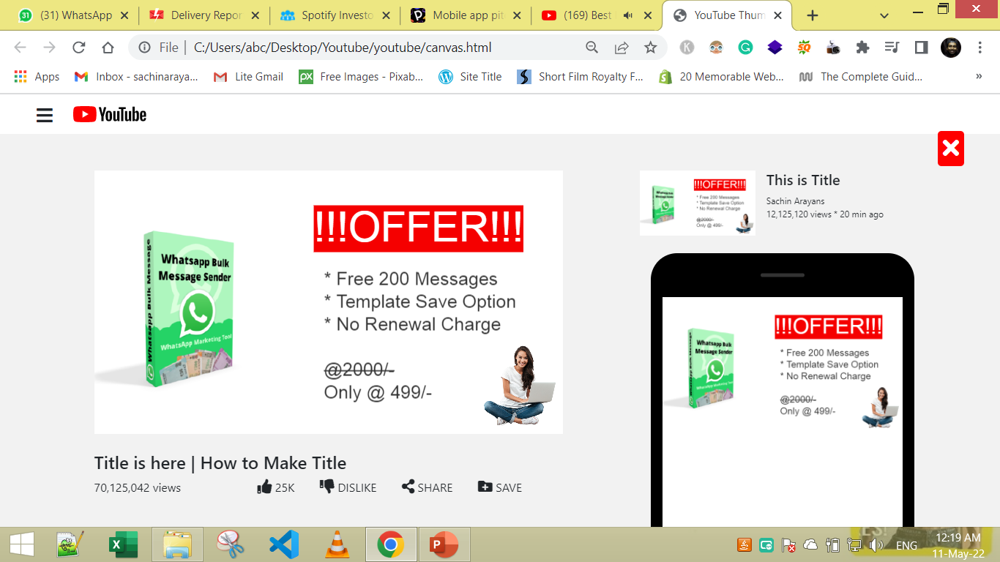 (31) WhatsApp
Delivery Repor
Spotify Investo
Mobile app pit
(169) Best
YouTube Thum
File | C:/Users/abc/Desktop/Youtube/youtube/canvas.html
Apps
Inbox - sachinaraya...
Lite Gmail
Free Images - Pixab...
Site Title
Short Film Royalty F...
20 Memorable Web...
The Complete Guid...
»
YouTube
!!!OFFER!!!
* Free 200 Messages
* Template Save Option
* No Renewal Charge
@2000/-
Only @ 499/-
Whatsapp Bulk Message
Whatsapp Bulk
Message Sender
WhatsApp Marketing Tool
Title is here | How to Make Title
70,125,042 views
25K
DISLIKE
SHARE
SAVE
!!!OFFER!!!
* Free 200 Messages
* Template Save Option
* No Renewal Charge
@2000/-
Only @ 499/-
Whatsapp Bulk
Message Sender
This is Title
Sachin Arayans
12,125,120 views * 20 min ago
!!!OFFER!!!
* Free 200 Messages
* Template Save Option
* No Renewal Charge
@2000/-
Only @ 499/-
Whatsapp Bulk
Message Sender
WhatsApp Marketing Tool
ENG
12:19 AM
11-May-22